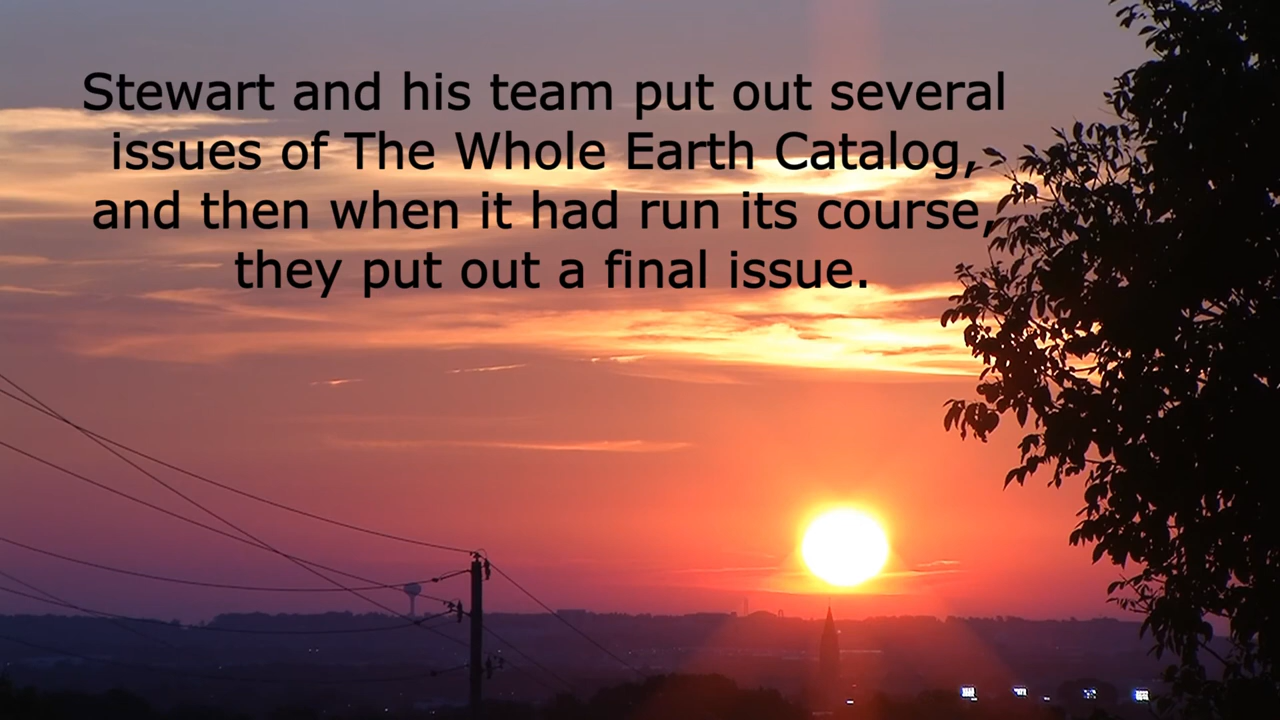 Stewart and his team put out several
issues of The Whole Earth Catalog,
and then when it had run its course,
they put out a final issue.